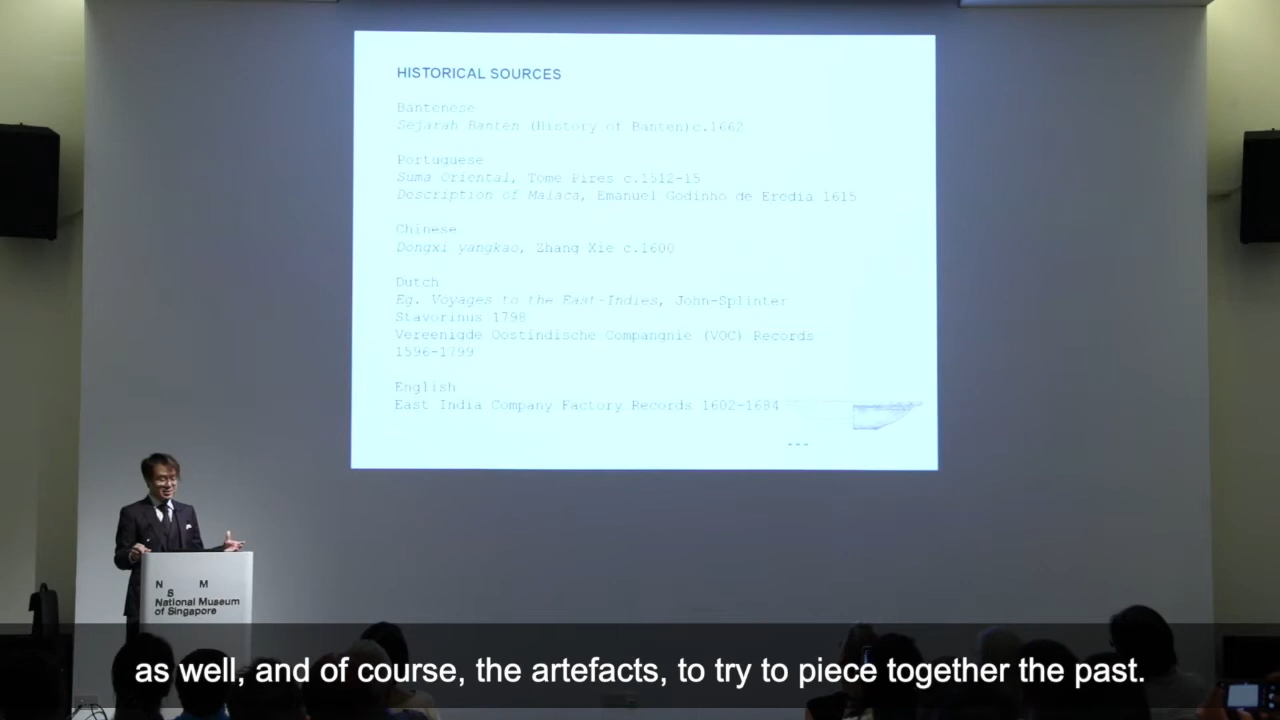 HISTORICAL SOURCES
Bantenese
Sejarah Banten (History of Banten)c.1662
Portuguese
Suma Oriental, Tome Pires c.1512-15
Description of Malaca, Emanuel Godinho de Eredia 1615
Chinese
Dongxi yangkao, Zhang Xie c.1600
Dutch
Eg. Voyages to the East-Indies, John-Splinter
Stavorinus 1798
Vereenigde Oostindische Compangnie (VOC) Records
1596-1799
English
East India Company Factory Records 1602-1684
N M
S
National Museum
of Singapore
as well, and of course, the artefacts, to try to piece together the past.